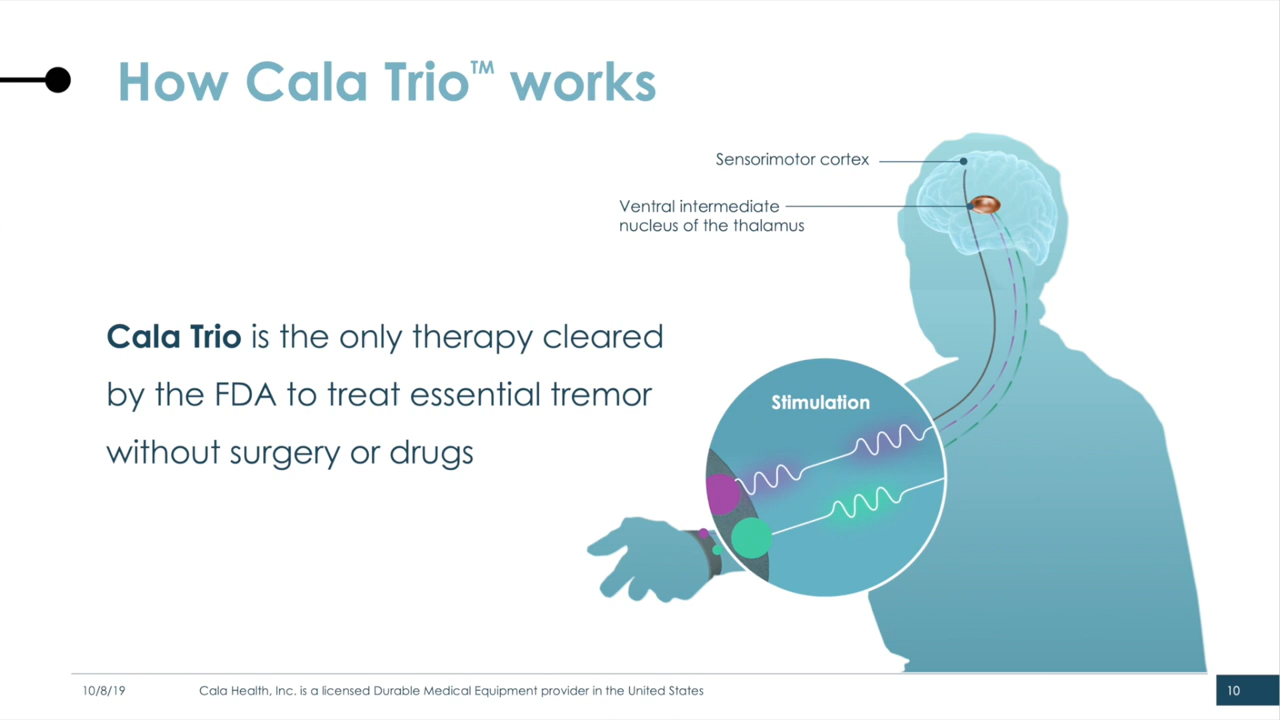 How Cala Trio™ works
Sensorimotor cortex
Ventral intermediate
nucleus of the thalamus
Cala Trio is the only therapy cleared
by the FDA to treat essential tremor
without surgery or drugs
Stimulation
10/8/19
Cala Health, Inc. is a licensed Durable Medical Equipment provider in the United States
10